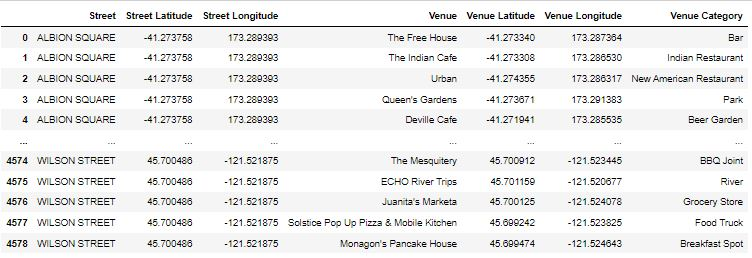 Street Street Latitude Street Longitude Venue Venue Latitude Venue Longitude Venue Category
0 ALBION SQUARE -41.273758 173.289393 The Free House -41.273340 173.287364 Bar
1 ALBION SQUARE -41.273758 173.289393 The Indian Cafe -41.273308 173.286530 Indian Restaurant
2 ALBION SQUARE -41.273758 173.289393 Urban -41.274355 173.286317 New American Restaurant
3 ALBION SQUARE -41.273758 173.289393 Queen's Gardens -41.273671 173.291383 Park
4 ALBION SQUARE -41.273758 173.289393 Deville Cafe -41.271941 173.285535 Beer Garden
... ... ... ... ... ... ... ...
4574 WILSON STREET 45.700486 -121.521875 The Mesquitery 45.700912 -121.523445 BBQ Joint
4575 WILSON STREET 45.700486 -121.521875 ECHO River Trips 45.701159 -121.520677 River
4576 WILSON STREET 45.700486 -121.521875 Juanita's Marketa 45.700125 -121.524078 Grocery Store
4577 WILSON STREET 45.700486 -121.521875 Solstice Pop Up Pizza & Mobile Kitchen 45.699242 -121.523825 Food Truck
4578 WILSON STREET 45.700486 -121.521875 Monagon's Pancake House 45.699474 -121.524643 Breakfast Spot